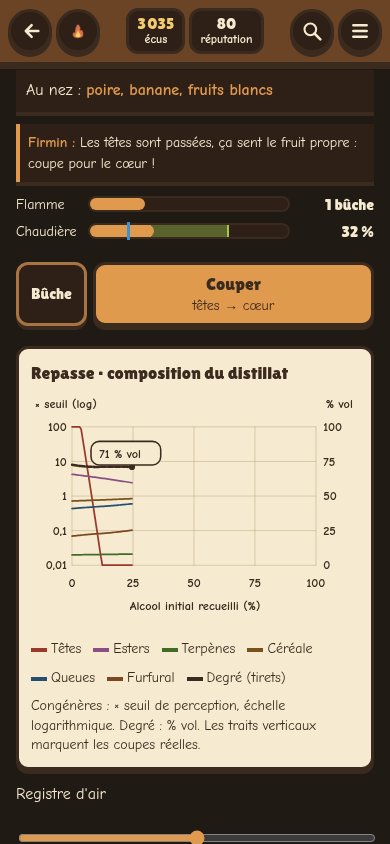 3 035
écus
80
réputation
Au nez : poire, banane, fruits blancs
Firmin : Les têtes sont passées, ça sent le fruit propre :
coupe pour le cœur !
Flamme
1 bûche
Chaudière
32 %
Bûche
Couper
têtes → cœur
Repasse · composition du distillat
× seuil (log)
% vol
100
10
1
0,1
0,01
71 % vol
100
75
50
25
0
0
25
50
75
100
Alcool initial recueilli (%)
Têtes
Esters
Terpènes
Céréale
Queues
Furfural
Degré (tirets)
Congénères : × seuil de perception, échelle
logarithmique. Degré : % vol. Les traits verticaux
marquent les coupes réelles.
Registre d'air